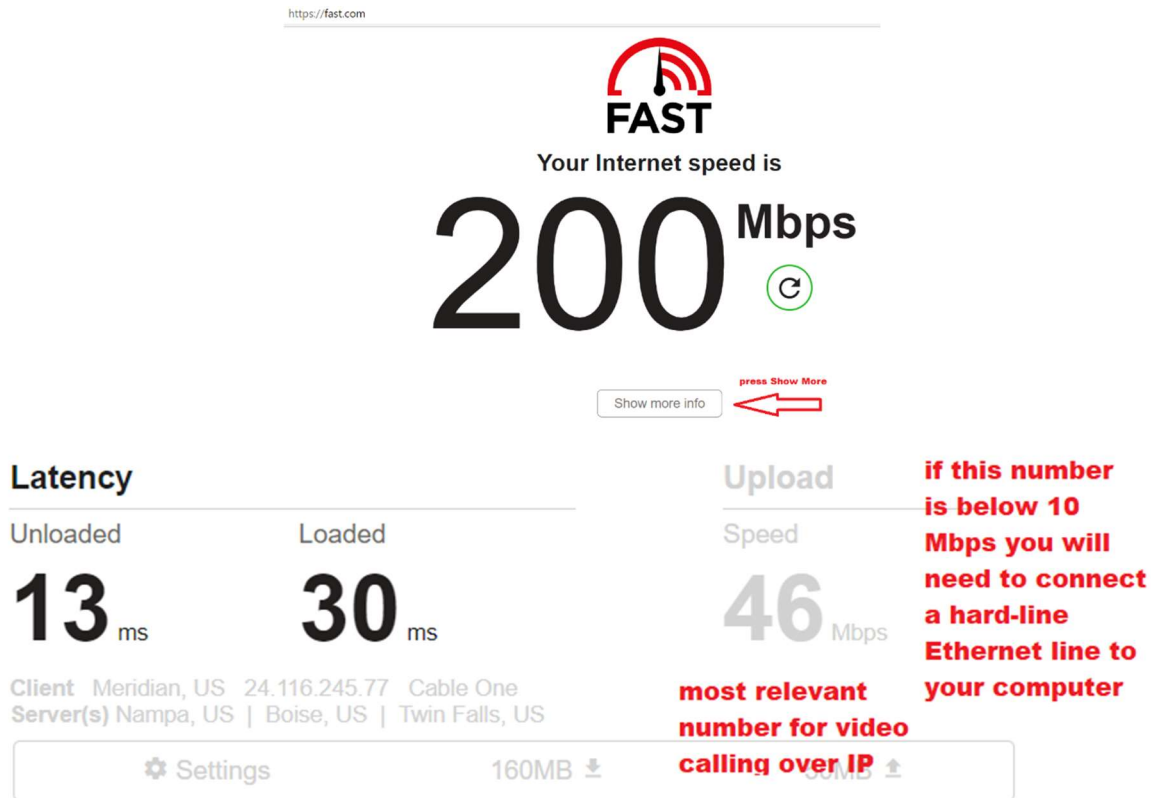 https://fast.com
FAST
Your Internet speed is
200 Mbps
press Show More
Show more info
Latency
Upload
Unloaded Loaded
Speed
13 ms 30 ms
46 Mbps
if this number
is below 10
Mbps you will
need to connect
a hard-line
Ethernet line to
your computer
Client Meridian, US 24.116.245.77 Cable One
Server(s) Nampa, US | Boise, US | Twin Falls, US
most relevant
number for video
calling over IP
Settings 160MB